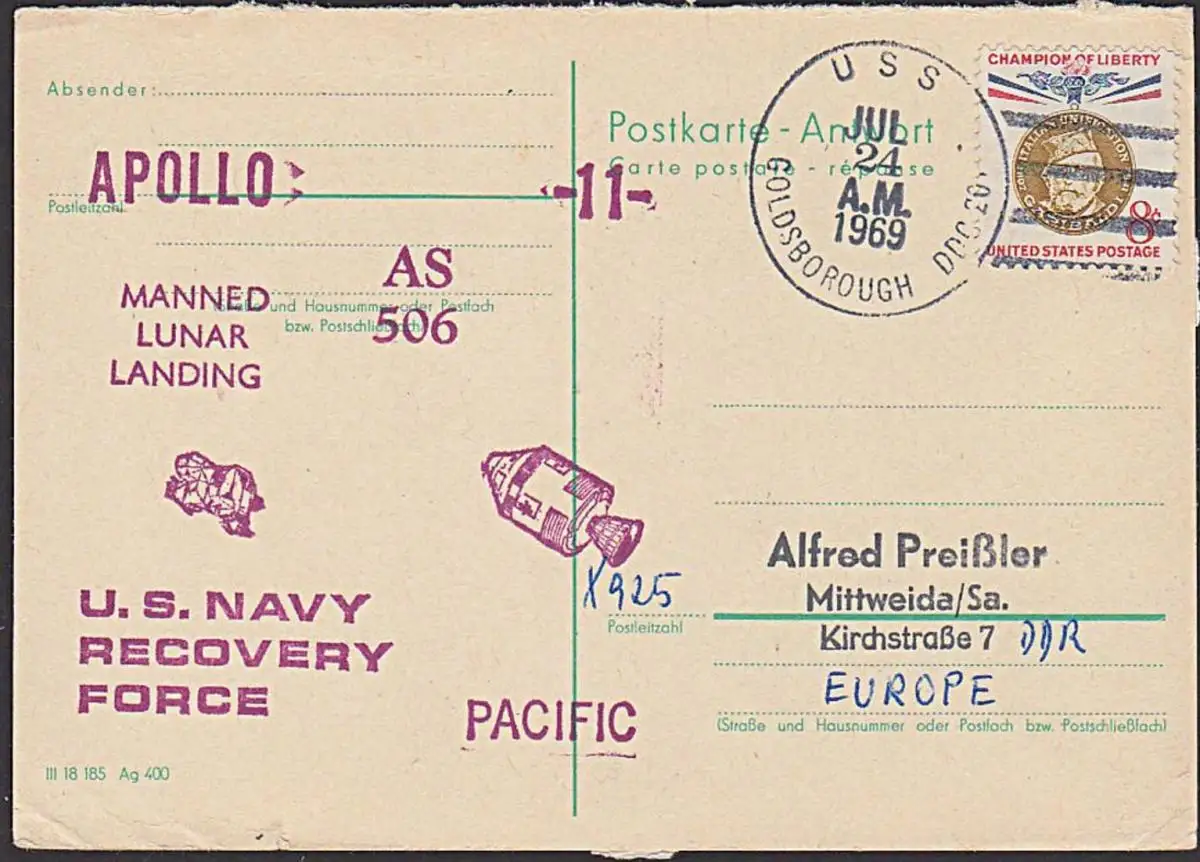 Absender:
APOLLO -11-
Postleitzahl
AS
506
MANNED
LUNAR
LANDING
(Straße und Hausnummer oder Postfach
bzw. Postschließfach)
U. S. NAVY
RECOVERY
FORCE
PACIFIC
III 18 185 Ag 400
Postkarte - Antwort
Carte postale - réponse
USS
JUL
24
A.M.
1969
GOLDSBOROUGH DDG 20
CHAMPION OF LIBERTY
GARIBALDI
8¢
UNITED STATES POSTAGE
Alfred Preißler
X925
Mittweida/Sa.
Postleitzahl
Kirchstraße 7 DDR
EUROPE
(Straße und Hausnummer oder Postfach bzw. Postschließfach)